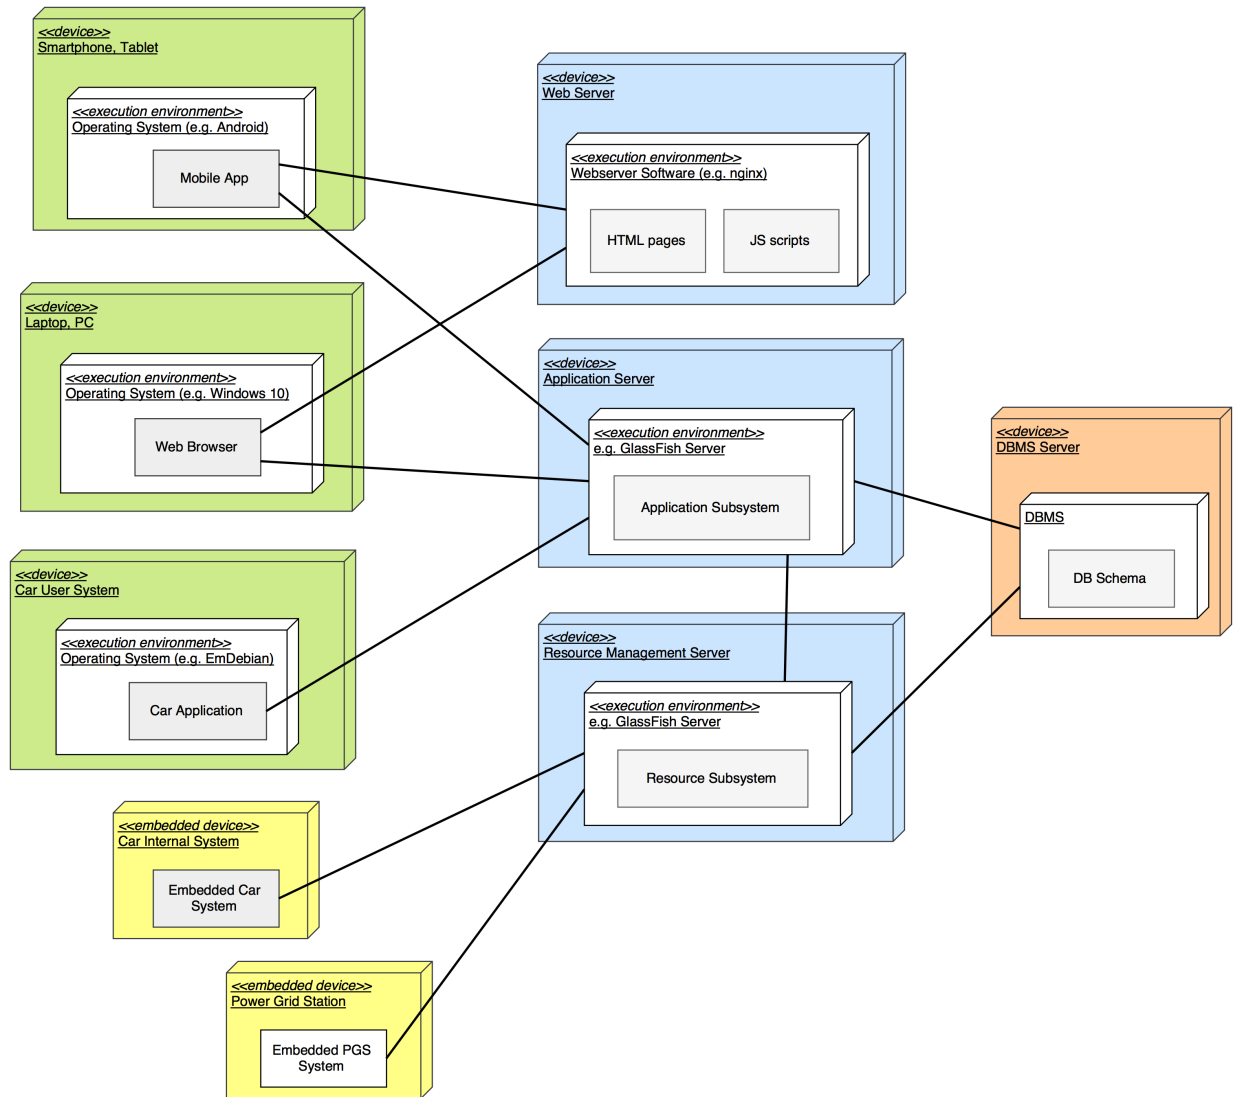 <<device>>
Smartphone, Tablet
<<execution environment>>
Operating System (e.g. Android)
Mobile App
<<device>>
Web Server
<<execution environment>>
Webserver Software (e.g. nginx)
HTML pages
JS scripts
<<device>>
Laptop, PC
<<execution environment>>
Operating System (e.g. Windows 10)
Web Browser
<<device>>
Application Server
<<execution environment>>
e.g. GlassFish Server
Application Subsystem
<<device>>
DBMS Server
DBMS
DB Schema
<<device>>
Car User System
<<execution environment>>
Operating System (e.g. EmDebian)
Car Application
<<device>>
Resource Management Server
<<execution environment>>
e.g. GlassFish Server
Resource Subsystem
<<embedded device>>
Car Internal System
Embedded Car
System
<<embedded device>>
Power Grid Station
Embedded PGS
System